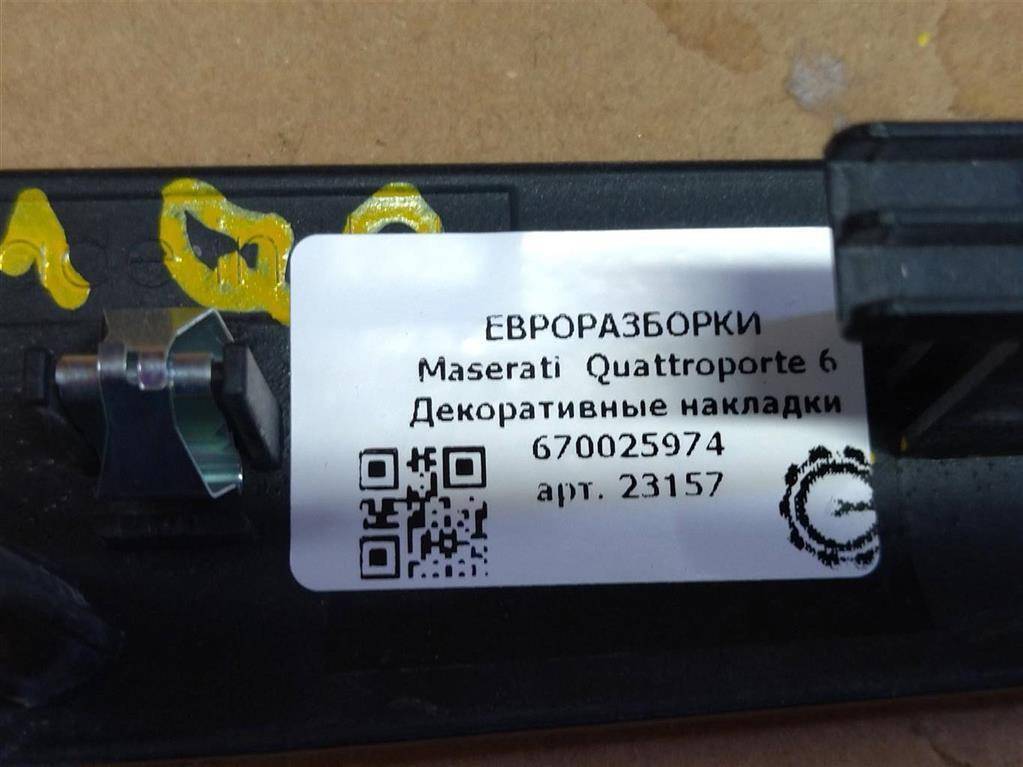 ЕВРОРАЗБОРКИ
Maserati Quattroporte 6
Декоративные накладки
670025974
арт. 23157